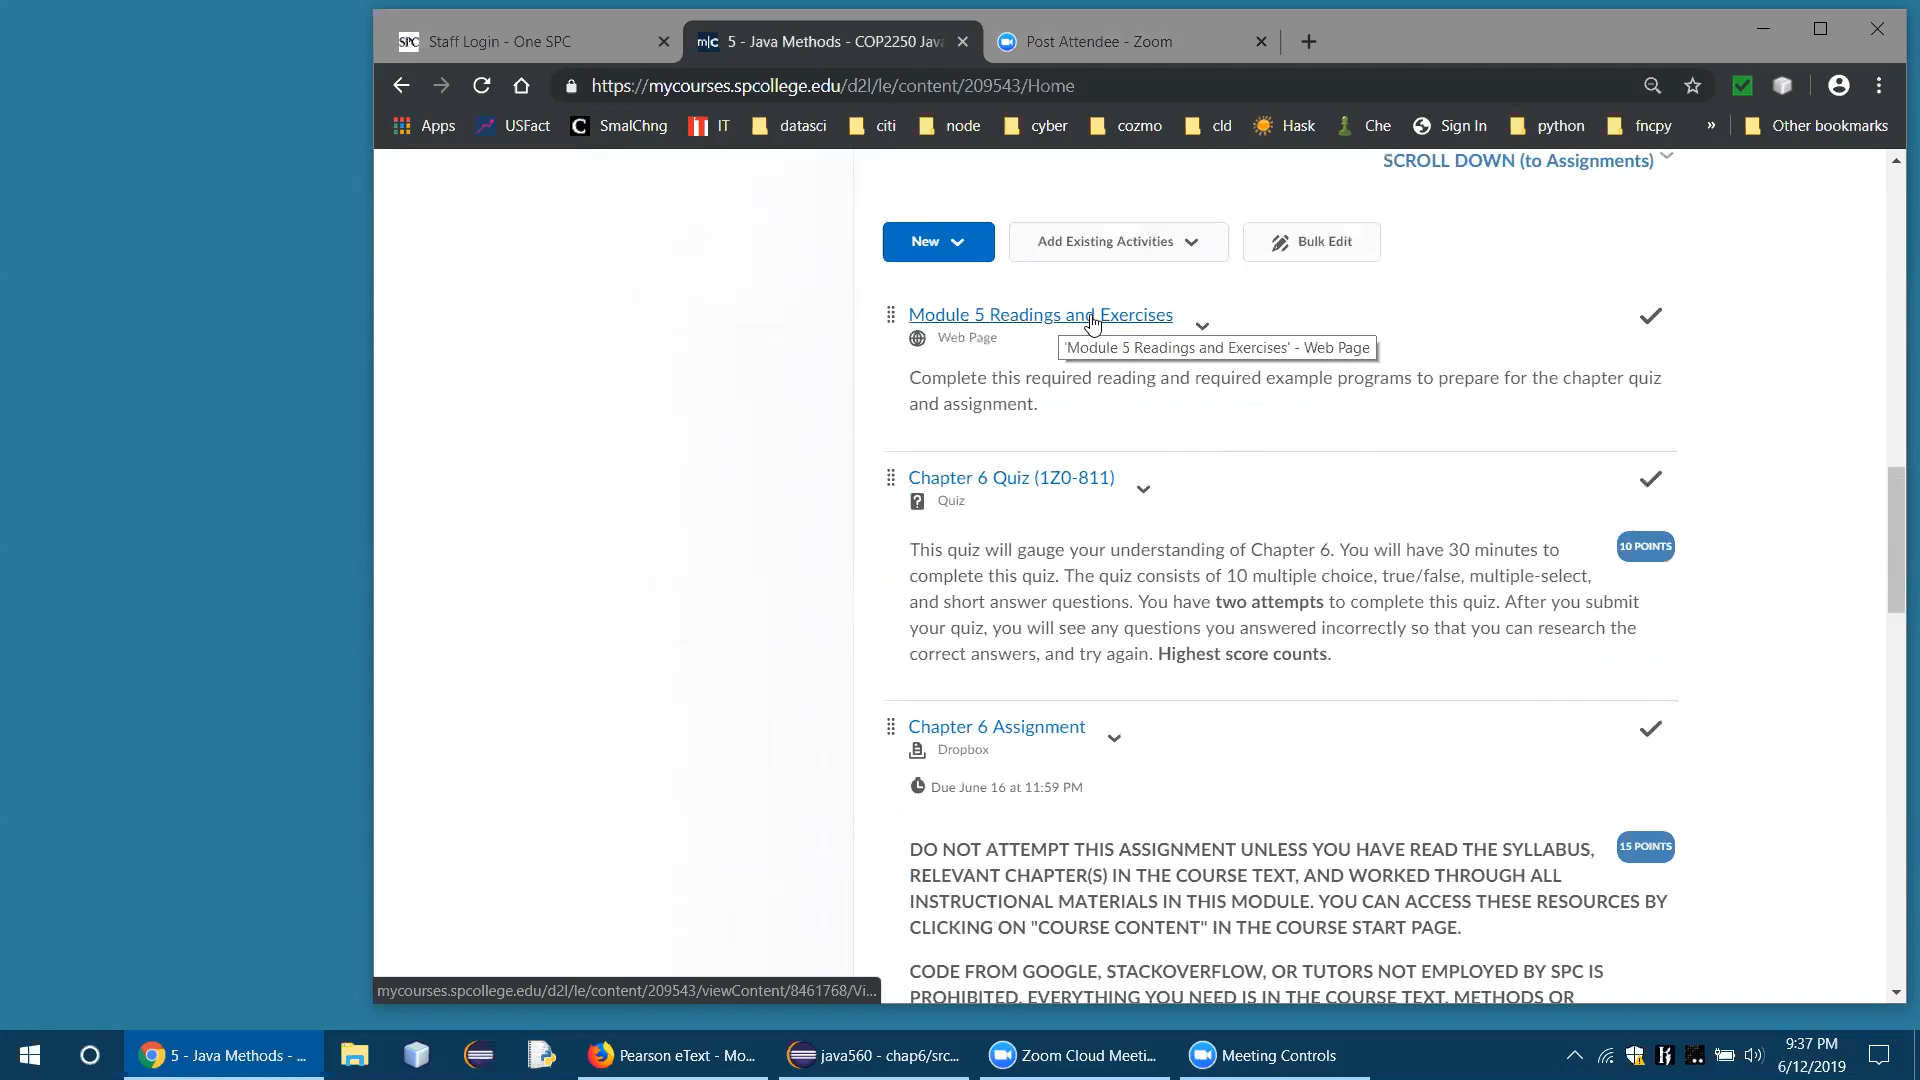 Staff Login - One SPC
5 - Java Methods - COP2250 Java
Post Attendee - Zoom
https://mycourses.spcollege.edu/d2l/le/content/209543/Home
Apps USFact SmalChng IT datasci citi node cyber cozmo cld Hask Che Sign In python fncpy » Other bookmarks
SCROLL DOWN (to Assignments)
New Add Existing Activities Bulk Edit
Module 5 Readings and Exercises
Web Page
'Module 5 Readings and Exercises' - Web Page
Complete this required reading and required example programs to prepare for the chapter quiz
and assignment.
Chapter 6 Quiz (1Z0-811)
Quiz
10 POINTS
This quiz will gauge your understanding of Chapter 6. You will have 30 minutes to
complete this quiz. The quiz consists of 10 multiple choice, true/false, multiple-select,
and short answer questions. You have two attempts to complete this quiz. After you submit
your quiz, you will see any questions you answered incorrectly so that you can research the
correct answers, and try again. Highest score counts.
Chapter 6 Assignment
Dropbox
Due June 16 at 11:59 PM
15 POINTS
DO NOT ATTEMPT THIS ASSIGNMENT UNLESS YOU HAVE READ THE SYLLABUS,
RELEVANT CHAPTER(S) IN THE COURSE TEXT, AND WORKED THROUGH ALL
INSTRUCTIONAL MATERIALS IN THIS MODULE. YOU CAN ACCESS THESE RESOURCES BY
CLICKING ON "COURSE CONTENT" IN THE COURSE START PAGE.
CODE FROM GOOGLE, STACKOVERFLOW, OR TUTORS NOT EMPLOYED BY SPC IS
PROHIBITED. EVERYTHING YOU NEED IS IN THE COURSE TEXT. METHODS OR
mycourses.spcollege.edu/d2l/le/content/209543/viewContent/8461768/Vi...
5 - Java Methods - ...
Pearson eText - Mo...
java560 - chap6/src...
Zoom Cloud Meeti...
Meeting Controls
9:37 PM
6/12/2019